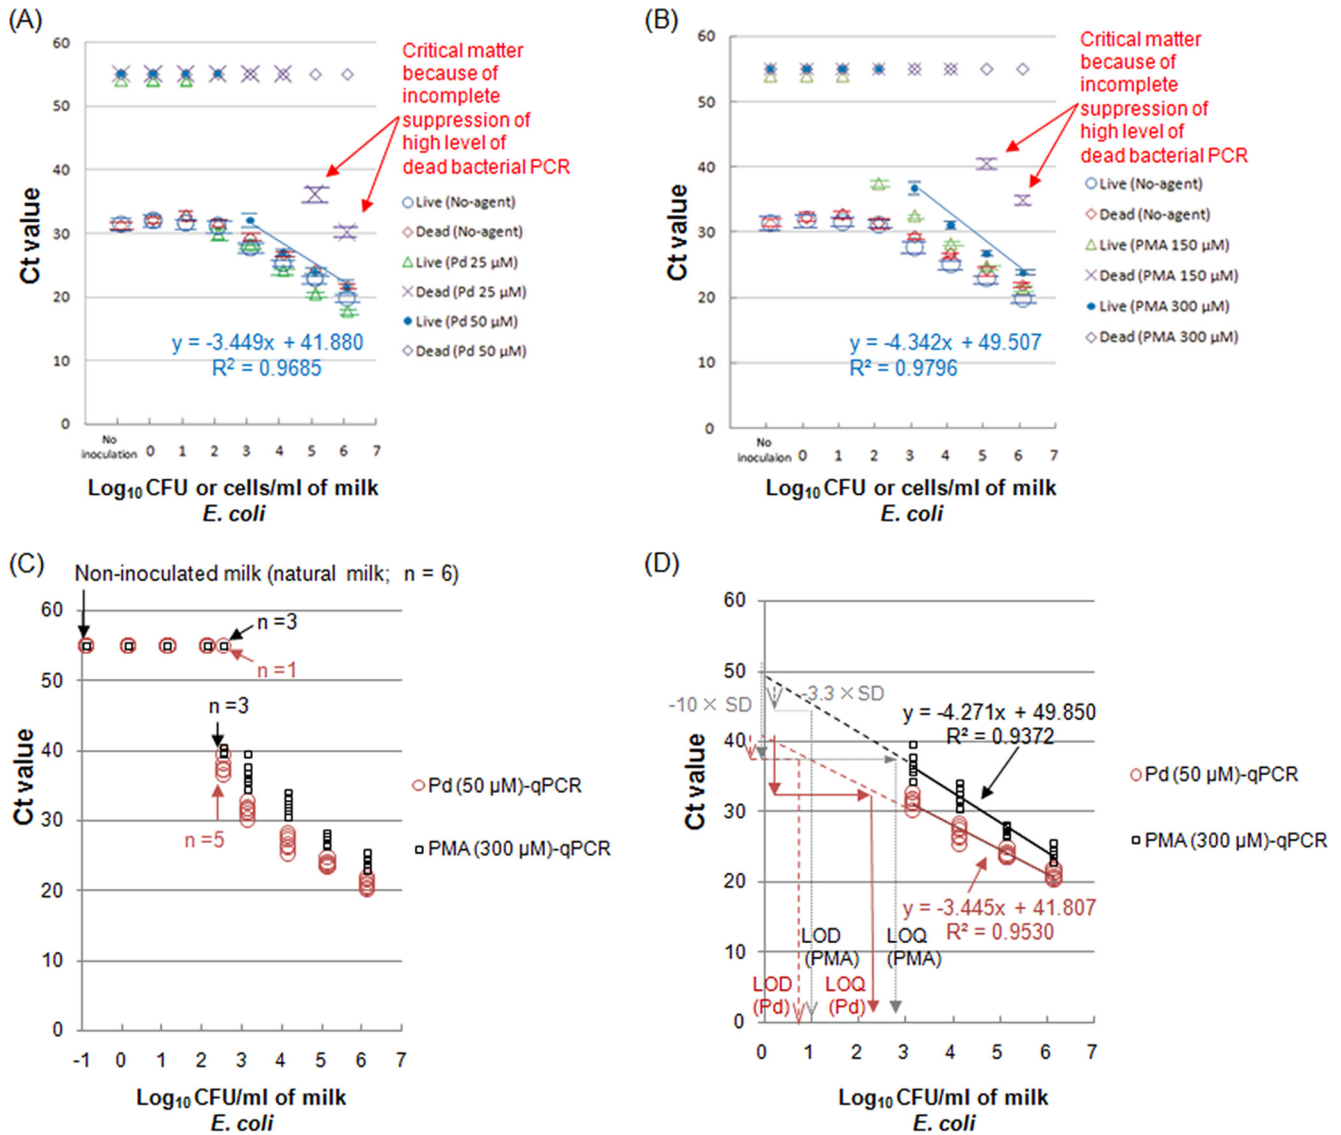 (A)
60
50
40
30
20
10
0
Ct value
Critical matter
because of
incomplete
suppression of
high level of
dead bacterial PCR
Live (No-agent)
Dead (No-agent)
Live (Pd 25 µM)
Dead (Pd 25 µM)
Live (Pd 50 µM)
Dead (Pd 50 µM)
y = -3.449x + 41.880
R² = 0.9685
No
inoculation
0 1 2 3 4 5 6 7
Log₁₀ CFU or cells/ml of milk
E. coli
(B)
60
50
40
30
20
10
0
Ct value
Critical matter
because of
incomplete
suppression of
high level of
dead bacterial PCR
Live (No-agent)
Dead (No-agent)
Live (PMA 150 µM)
Dead (PMA 150 µM)
Live (PMA 300 µM)
Dead (PMA 300 µM)
y = -4.342x + 49.507
R² = 0.9796
No
inoculaion
0 1 2 3 4 5 6 7
Log₁₀ CFU or cells/ml of milk
E. coli
(C)
Non-inoculated milk (natural milk; n = 6)
60
50
40
30
20
10
0
Ct value
n =3
n =1
n =3
n =5
Pd (50 µM)-qPCR
PMA (300 µM)-qPCR
-1 0 1 2 3 4 5 6 7
Log₁₀ CFU/ml of milk
E. coli
(D)
60
50
40
30
20
10
0
Ct value
-10 × SD
-3.3 × SD
y = -4.271x + 49.850
R² = 0.9372
Pd (50 µM)-qPCR
PMA (300 µM)-qPCR
y = -3.445x + 41.807
R² = 0.9530
LOD
(PMA)
LOQ
(PMA)
LOD
(Pd)
LOQ
(Pd)
0 1 2 3 4 5 6 7
Log₁₀ CFU/ml of milk
E. coli